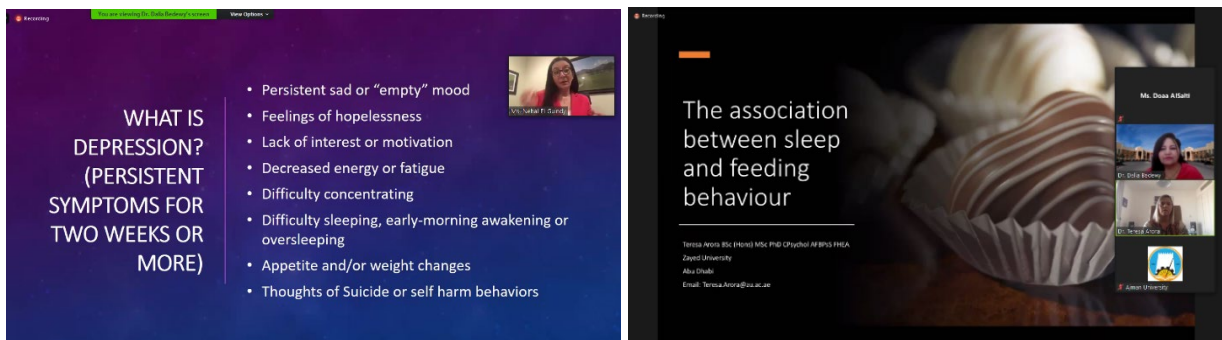 Recording
You are viewing Dr. Dalia Bedewy's screen
View Options
WHAT IS
DEPRESSION?
(PERSISTENT
SYMPTOMS FOR
TWO WEEKS OR
MORE)
• Persistent sad or “empty” mood
• Feelings of hopelessness
• Lack of interest or motivation
• Decreased energy or fatigue
• Difficulty concentrating
• Difficulty sleeping, early-morning awakening or
oversleeping
• Appetite and/or weight changes
• Thoughts of Suicide or self harm behaviors
Recording
The association
between sleep
and feeding
behaviour
Teresa Arora BSc (Hons) MSc PhD CPsychol AFBPsS FHEA
Zayed University
Abu Dhabi
Email: Teresa.Arora@zu.ac.ae
Ms. Doaa AlSalti
Dr. Dalia Bedewy
Dr. Teresa Arora
Ajman University